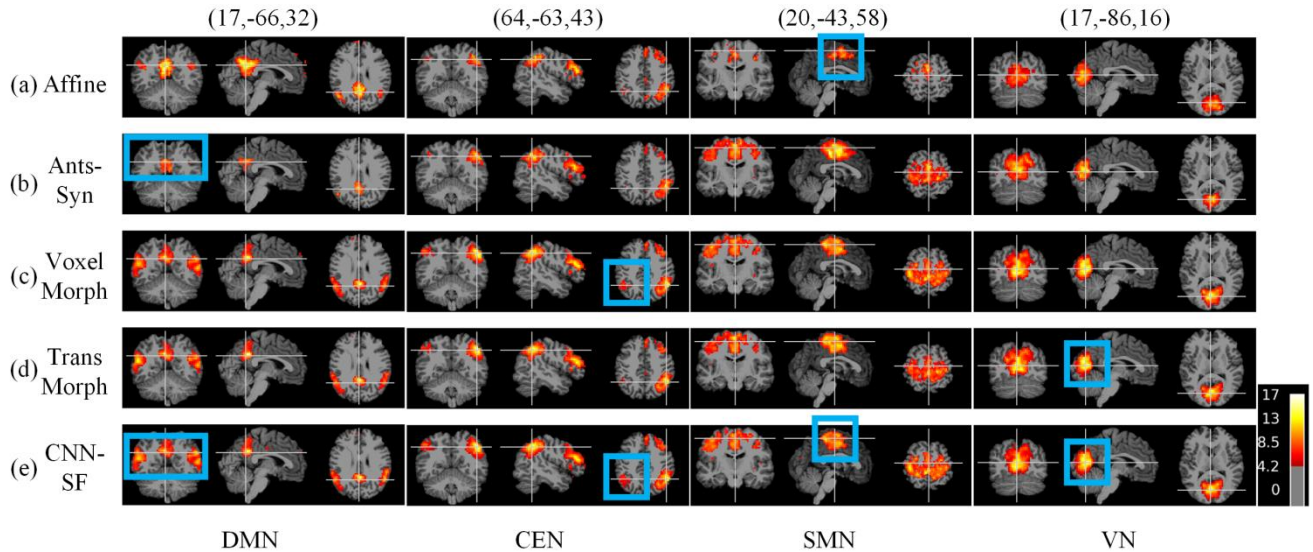 (17,-66,32) (64,-63,43) (20,-43,58) (17,-86,16)
(a) Affine
(b) Ants-
Syn
(c) Voxel
Morph
(d) Trans
Morph
17
13
8.5
4.2
0
(e) CNN-
SF
DMN CEN SMN VN